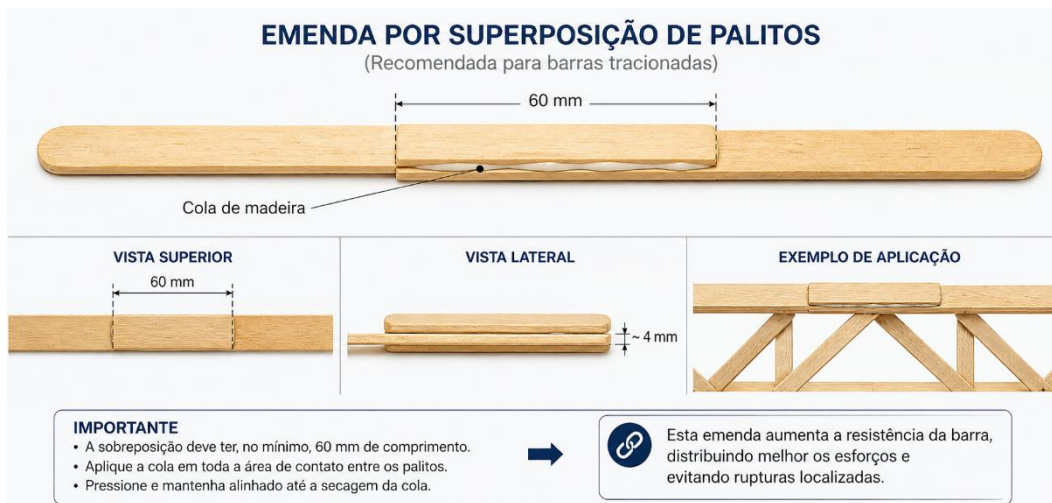 EMENDA POR SUPERPOSIÇÃO DE PALITOS
(Recomendada para barras tracionadas)
60 mm
Cola de madeira
VISTA SUPERIOR
60 mm
VISTA LATERAL
~ 4 mm
EXEMPLO DE APLICAÇÃO
IMPORTANTE
• A sobreposição deve ter, no mínimo, 60 mm de comprimento.
• Aplique a cola em toda a área de contato entre os palitos.
• Pressione e mantenha alinhado até a secagem da cola.
Esta emenda aumenta a resistência da barra,
distribuindo melhor os esforços e
evitando rupturas localizadas.